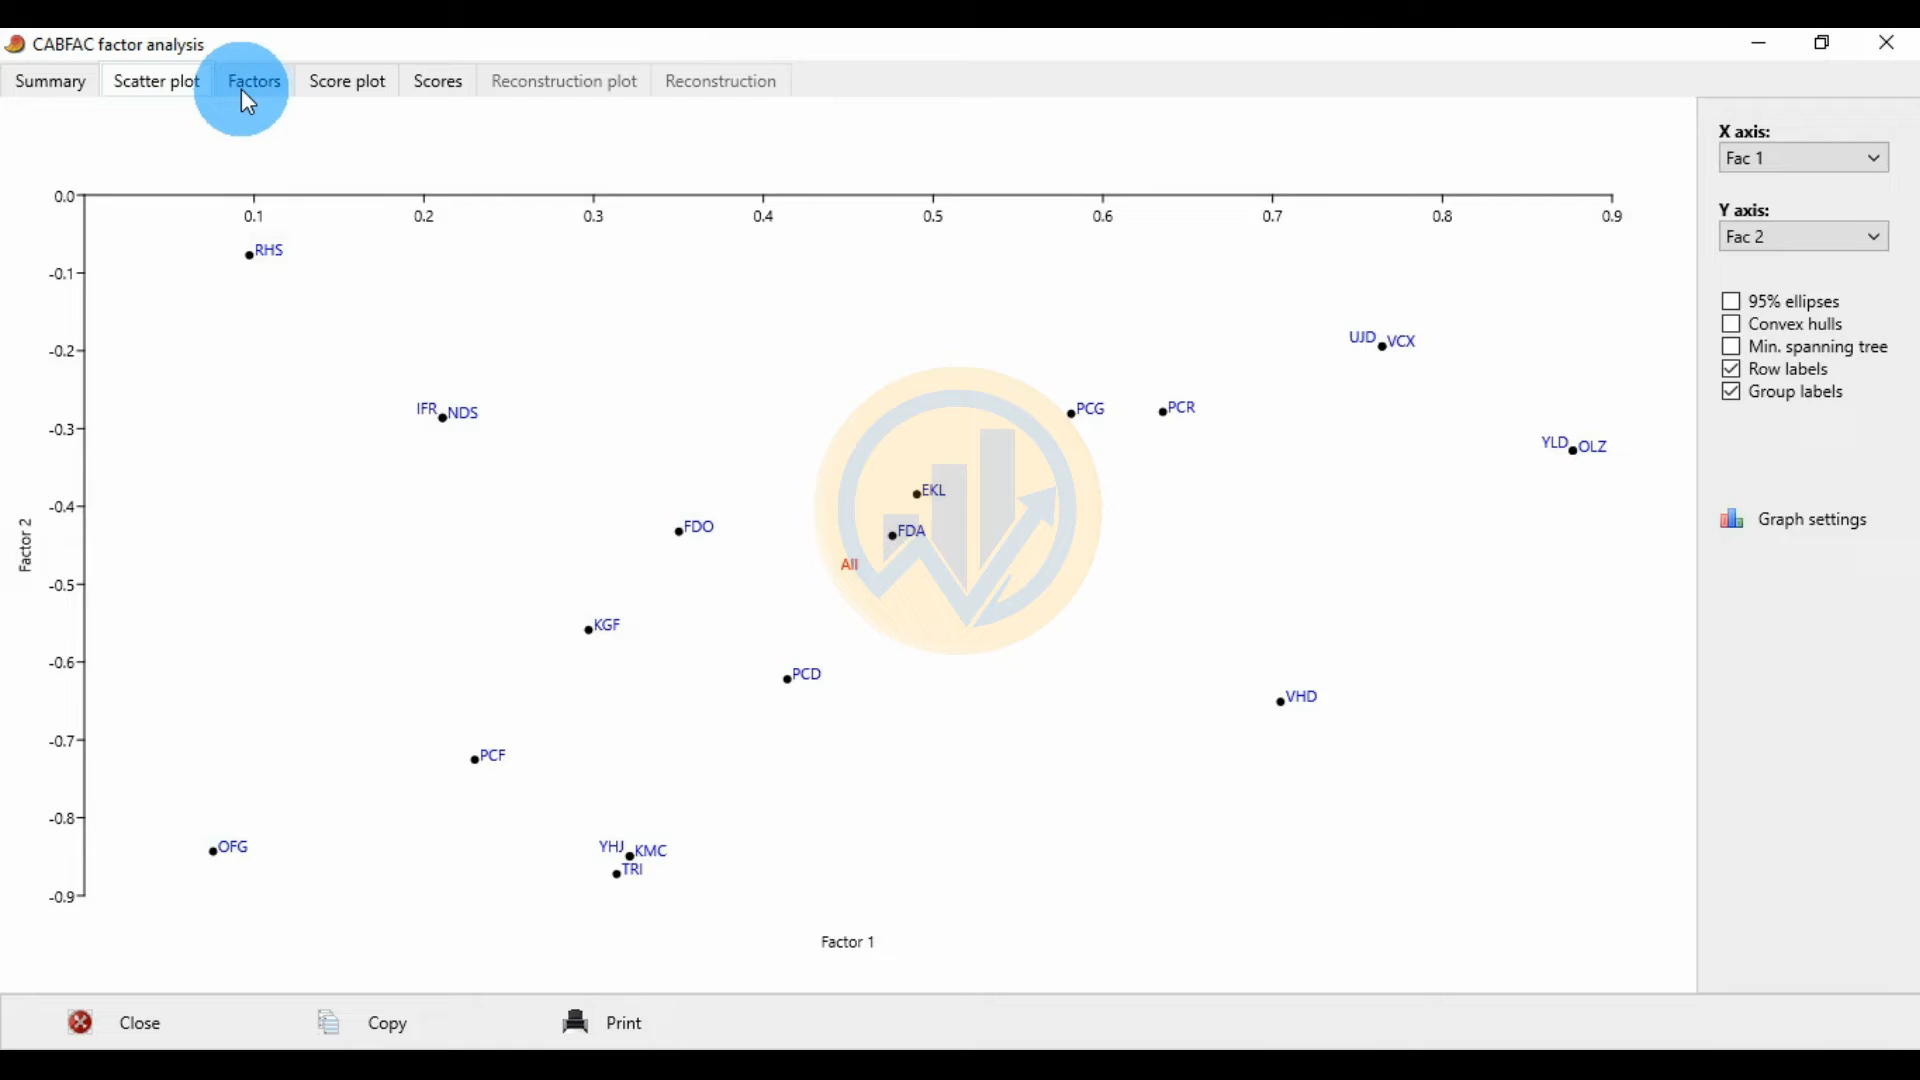 CABFAC factor analysis
Summary Scatter plot Factors Score plot Scores Reconstruction plot Reconstruction
X axis:
Fac 1
Y axis:
Fac 2
95% ellipses
Convex hulls
Min. spanning tree
Row labels
Group labels
Graph settings
0.0
0.1 0.2 0.3 0.4 0.5 0.6 0.7 0.8 0.9
RHS
-0.1
UJD VCX
-0.2
IFR NDS PCG PCR
-0.3
YLD OLZ
EKL
-0.4
FDO FDA
Factor 2
All
-0.5
KGF
-0.6
PCD
VHD
-0.7
PCF
-0.8
OFG YHJ KMC
TRI
-0.9
Factor 1
Close Copy Print